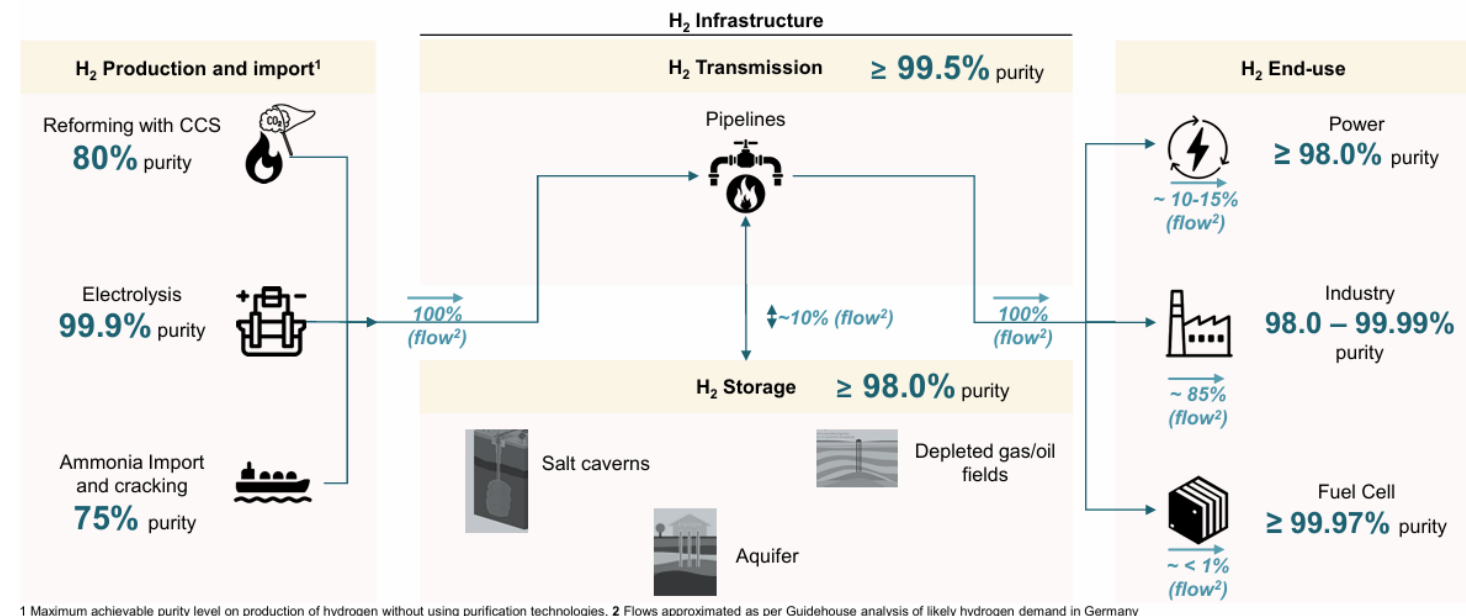 H₂ Infrastructure
H₂ Production and import¹
Reforming with CCS
80% purity
CO₂
Electrolysis
99.9% purity
+ −
Ammonia Import
and cracking
75% purity
100%
(flow²)
H₂ Transmission ≥ 99.5% purity
Pipelines
~10% (flow²)
100%
(flow²)
H₂ Storage ≥ 98.0% purity
Salt caverns
Depleted gas/oil
fields
Aquifer
H₂ End-use
Power
≥ 98.0% purity
~ 10-15%
(flow²)
Industry
98.0 – 99.99%
purity
~ 85%
(flow²)
Fuel Cell
≥ 99.97% purity
~ < 1%
(flow²)
1 Maximum achievable purity level on production of hydrogen without using purification technologies. 2 Flows approximated as per Guidehouse analysis of likely hydrogen demand in Germany